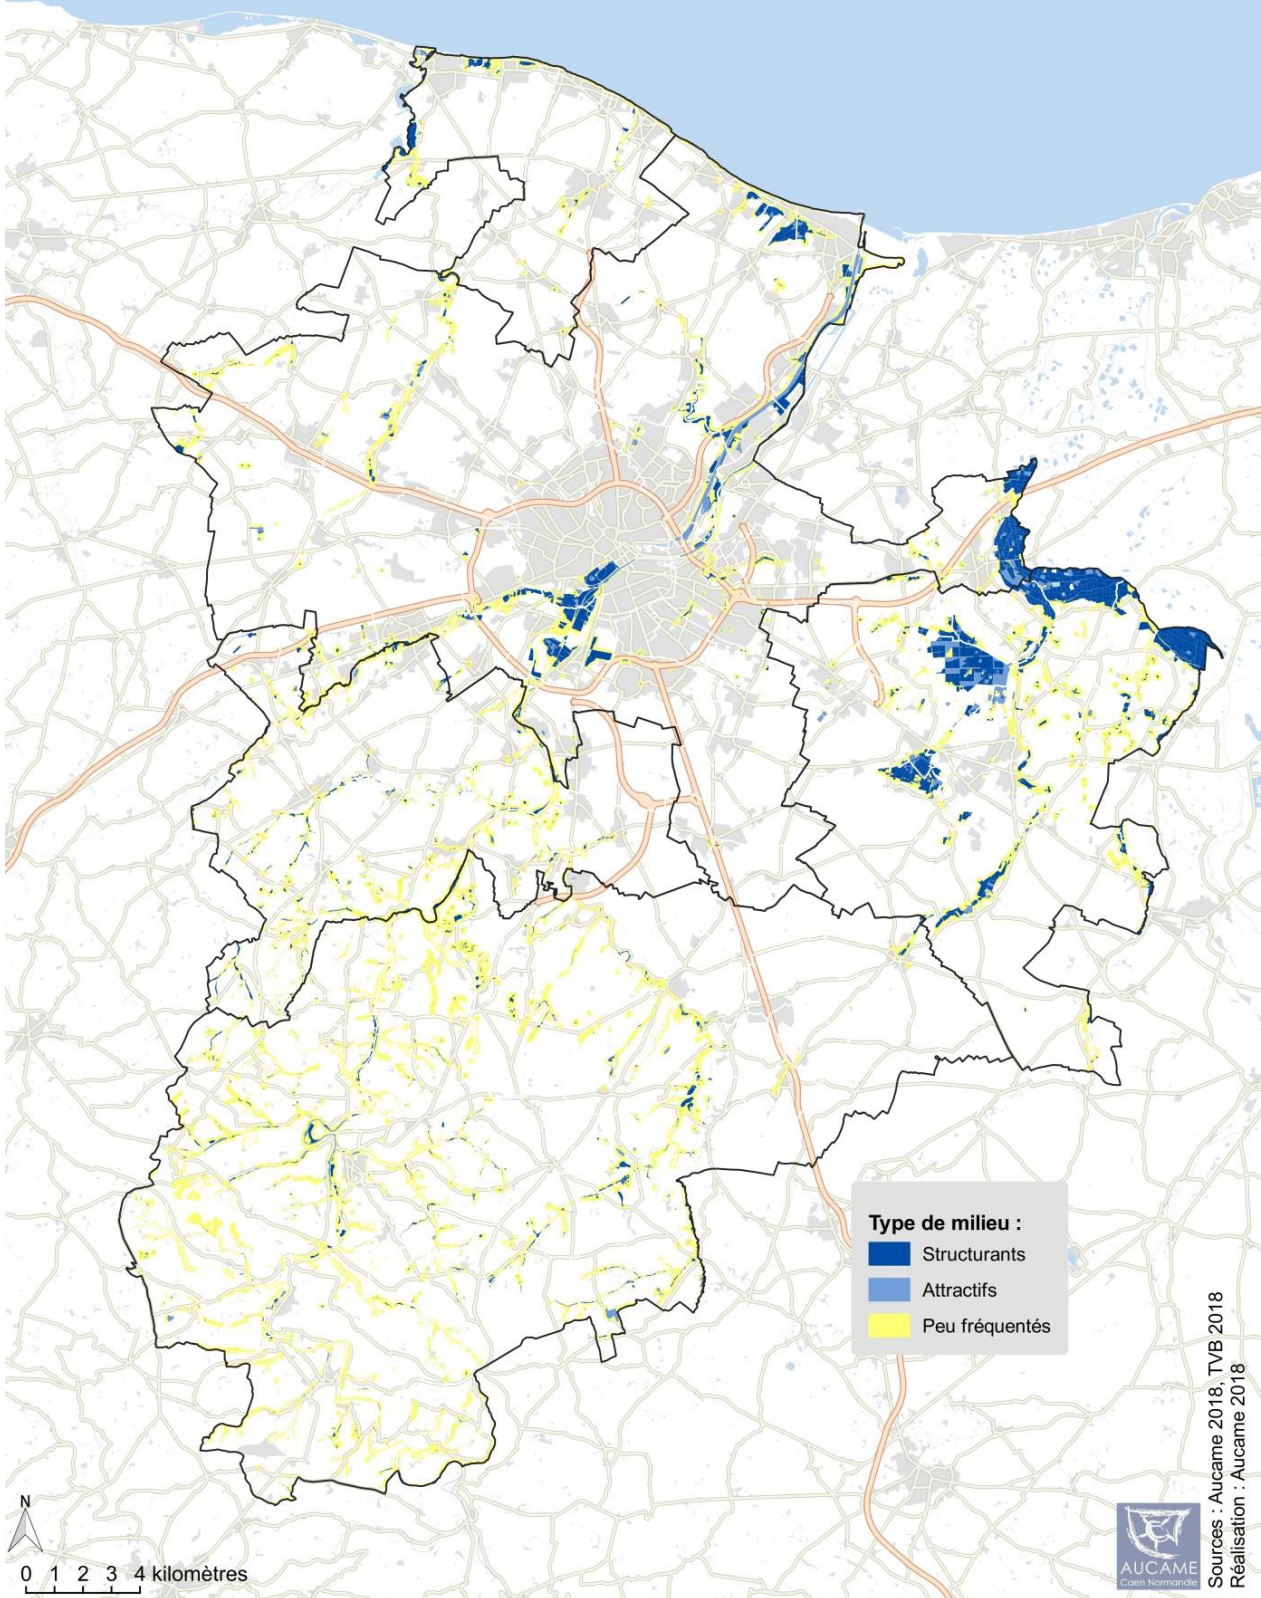 Type de milieu :
Structurants
Attractifs
Peu fréquentés
N
0 1 2 3 4 kilomètres
AUCAME
Caen Normandie
Sources : Aucame 2018, TVB 2018
Réalisation : Aucame 2018